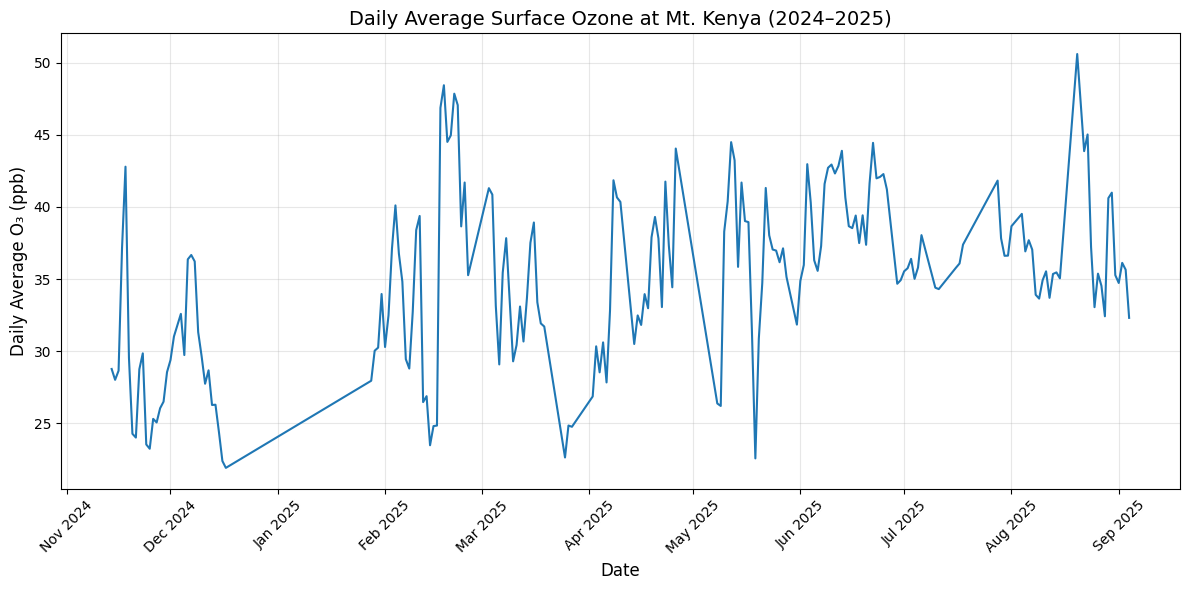 Daily Average Surface Ozone at Mt. Kenya (2024–2025)
Daily Average O₃ (ppb)
50
45
40
35
30
25
Nov 2024
Dec 2024
Jan 2025
Feb 2025
Mar 2025
Apr 2025
May 2025
Jun 2025
Jul 2025
Aug 2025
Sep 2025
Date